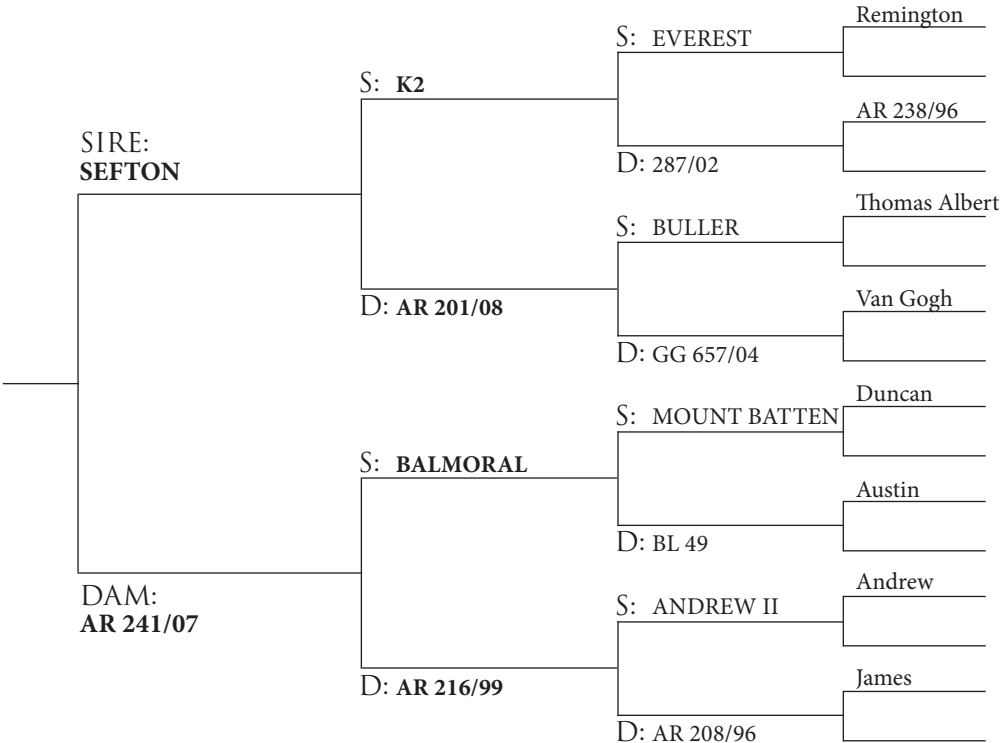 Remington
S: EVEREST
S: K2
AR 238/96
SIRE:
SEFTON
D: 287/02
Thomas Albert
S: BULLER
D: AR 201/08
Van Gogh
D: GG 657/04
Duncan
S: MOUNT BATTEN
S: BALMORAL
Austin
D: BL 49
Andrew
DAM:
AR 241/07
S: ANDREW II
D: AR 216/99
James
D: AR 208/96